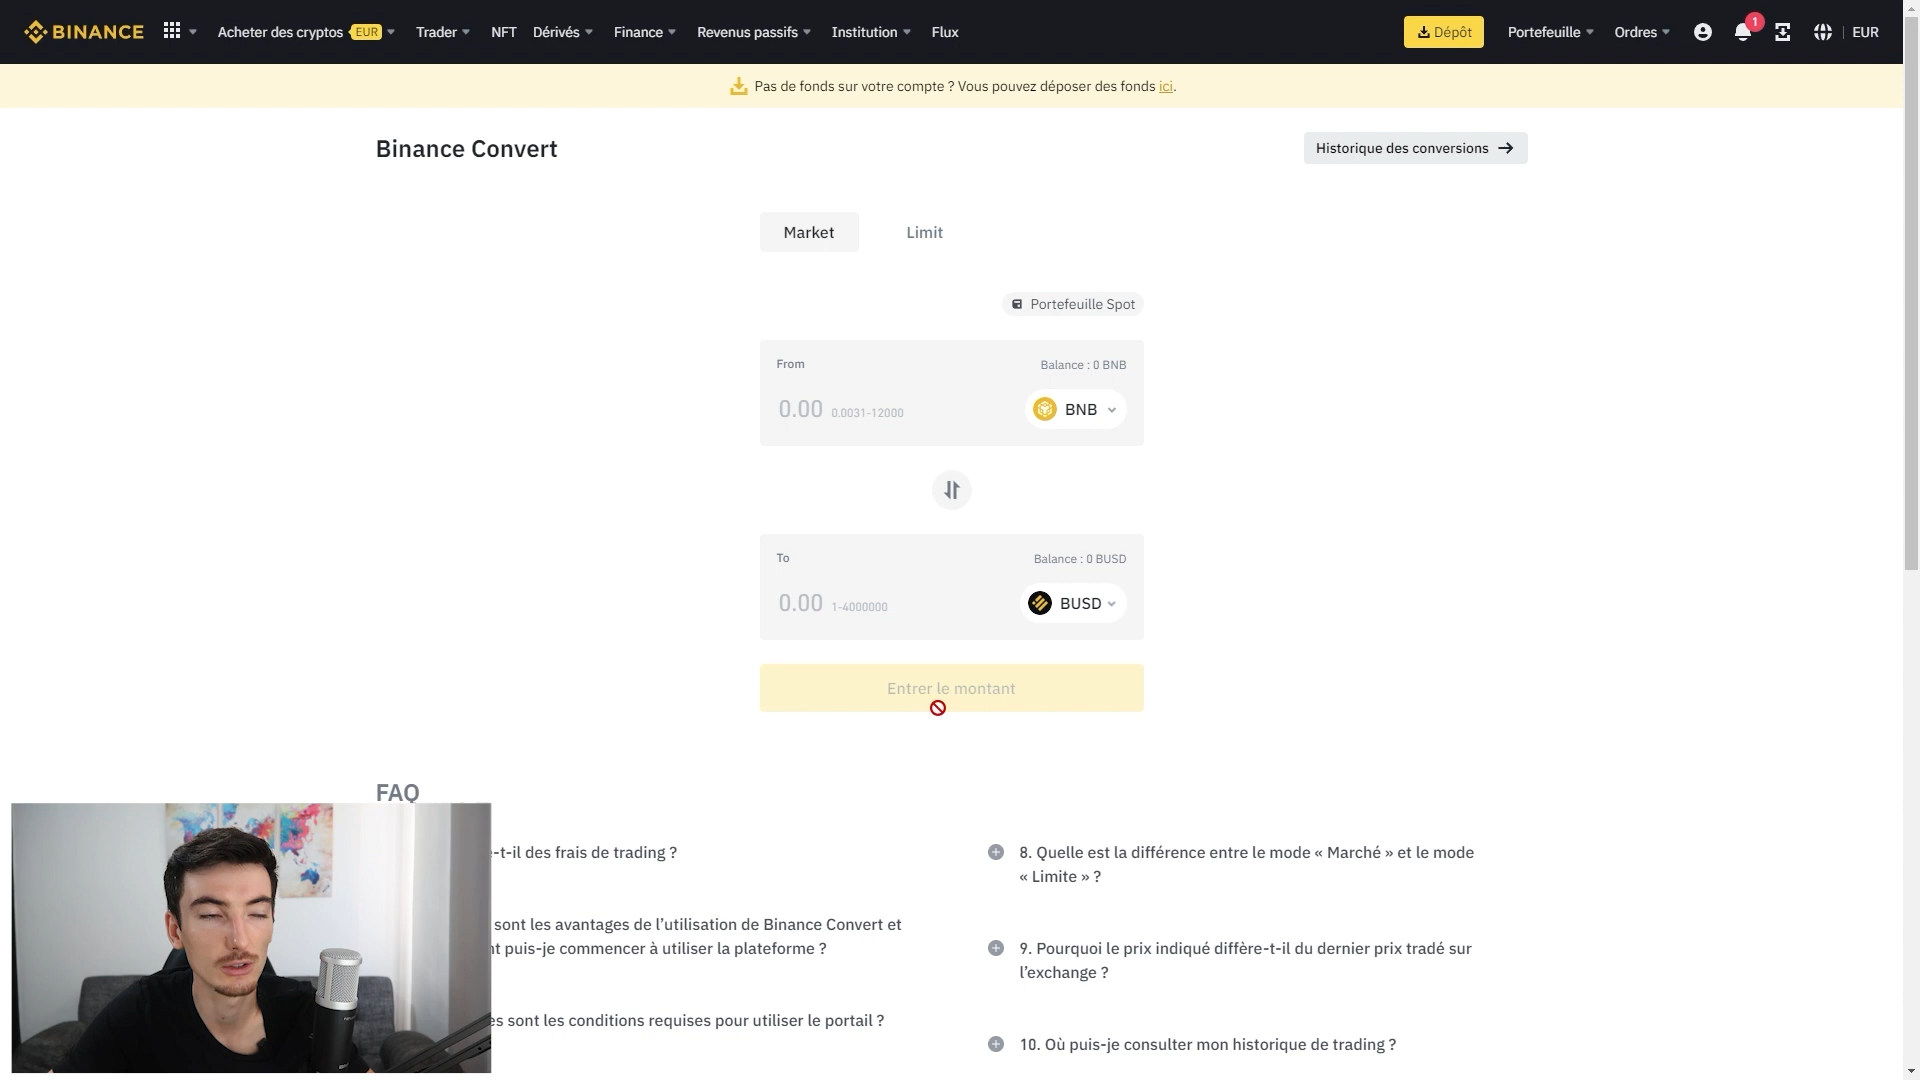 BINANCE
Acheter des cryptos EUR
Trader
NFT
Dérivés
Finance
Revenus passifs
Institution
Flux
Dépôt
Portefeuille
Ordres
1
EUR
Pas de fonds sur votre compte ? Vous pouvez déposer des fonds ici.
Binance Convert
Historique des conversions
Market
Limit
Portefeuille Spot
From
Balance : 0 BNB
0.00 0.0031-12000
BNB
To
Balance : 0 BUSD
0.00 1-4000000
BUSD
Entrer le montant
FAQ
-t-il des frais de trading ?
sont les avantages de l’utilisation de Binance Convert et
puis-je commencer à utiliser la plateforme ?
sont les conditions requises pour utiliser le portail ?
8. Quelle est la différence entre le mode « Marché » et le mode
« Limite » ?
9. Pourquoi le prix indiqué diffère-t-il du dernier prix tradé sur
l’exchange ?
10. Où puis-je consulter mon historique de trading ?